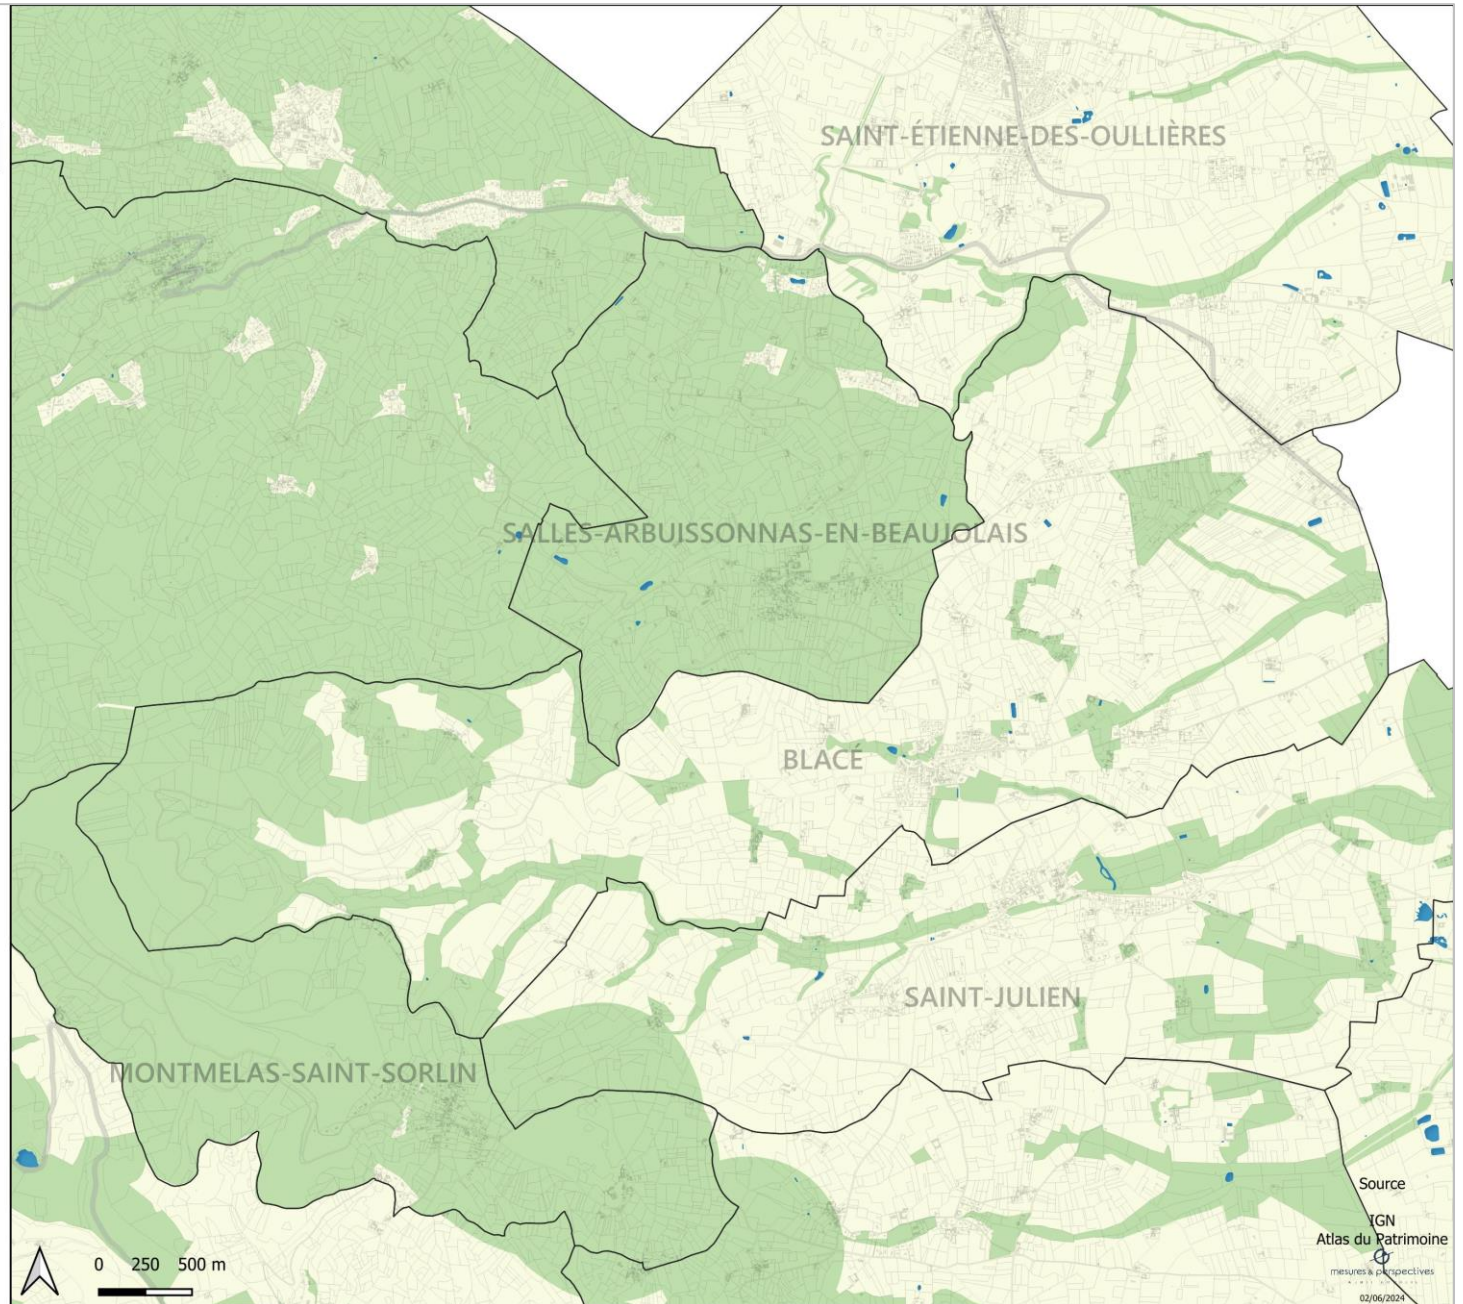 SAINT-ÉTIENNE-DES-OULLIÈRES
SALLES-ARBUISSONNAS-EN-BEAUJOLAIS
BLACÉ
SAINT-JULIEN
MONTMELAS-SAINT-SORLIN
0 250 500 m
Source
IGN
Atlas du Patrimoine
mesures & perspectives
02/06/2024